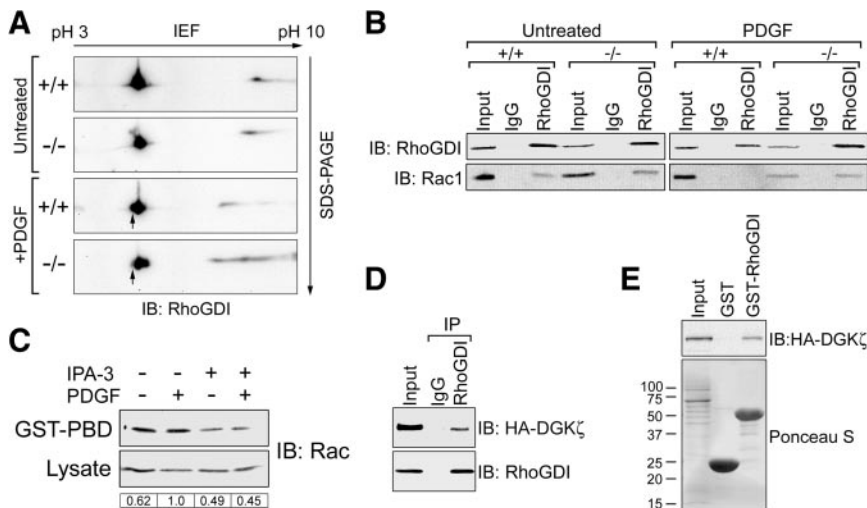 A
pH 3 IEF pH 10
Untreated
+/+
-/-
+PDGF
+/+
-/-
SDS-PAGE
IB: RhoGDI
B
Untreated PDGF
+/+ -/- +/+ -/-
Input IgG RhoGDI Input IgG RhoGDI Input IgG RhoGDI Input IgG RhoGDI
IB: RhoGDI
IB: Rac1
C
IPA-3 - - + +
PDGF - + - +
GST-PBD
Lysate
IB: Rac
0.62 1.0 0.49 0.45
D
IP
Input IgG RhoGDI
IB: HA-DGKζ
IB: RhoGDI
E
Input GST GST-RhoGDI
IB:HA-DGKζ
100
75
50
37
25
20
15
Ponceau S